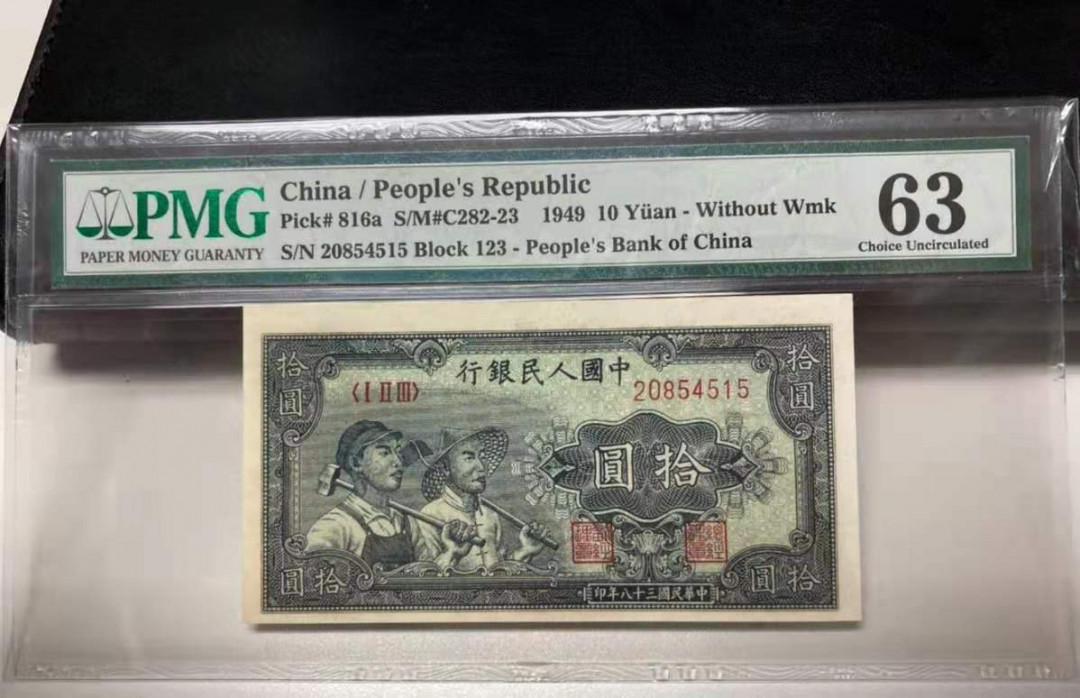 PMG
PAPER MONEY GUARANTY
China / People's Republic
Pick# 816a S/M#C282-23 1949 10 Yüan - Without Wmk
S/N 20854515 Block 123 - People's Bank of China
63
Choice Uncirculated
行銀民人國中
〈I II III〉
20854515
拾圓
拾圓
圓拾
圓拾
圓拾
印年八十三國民華中